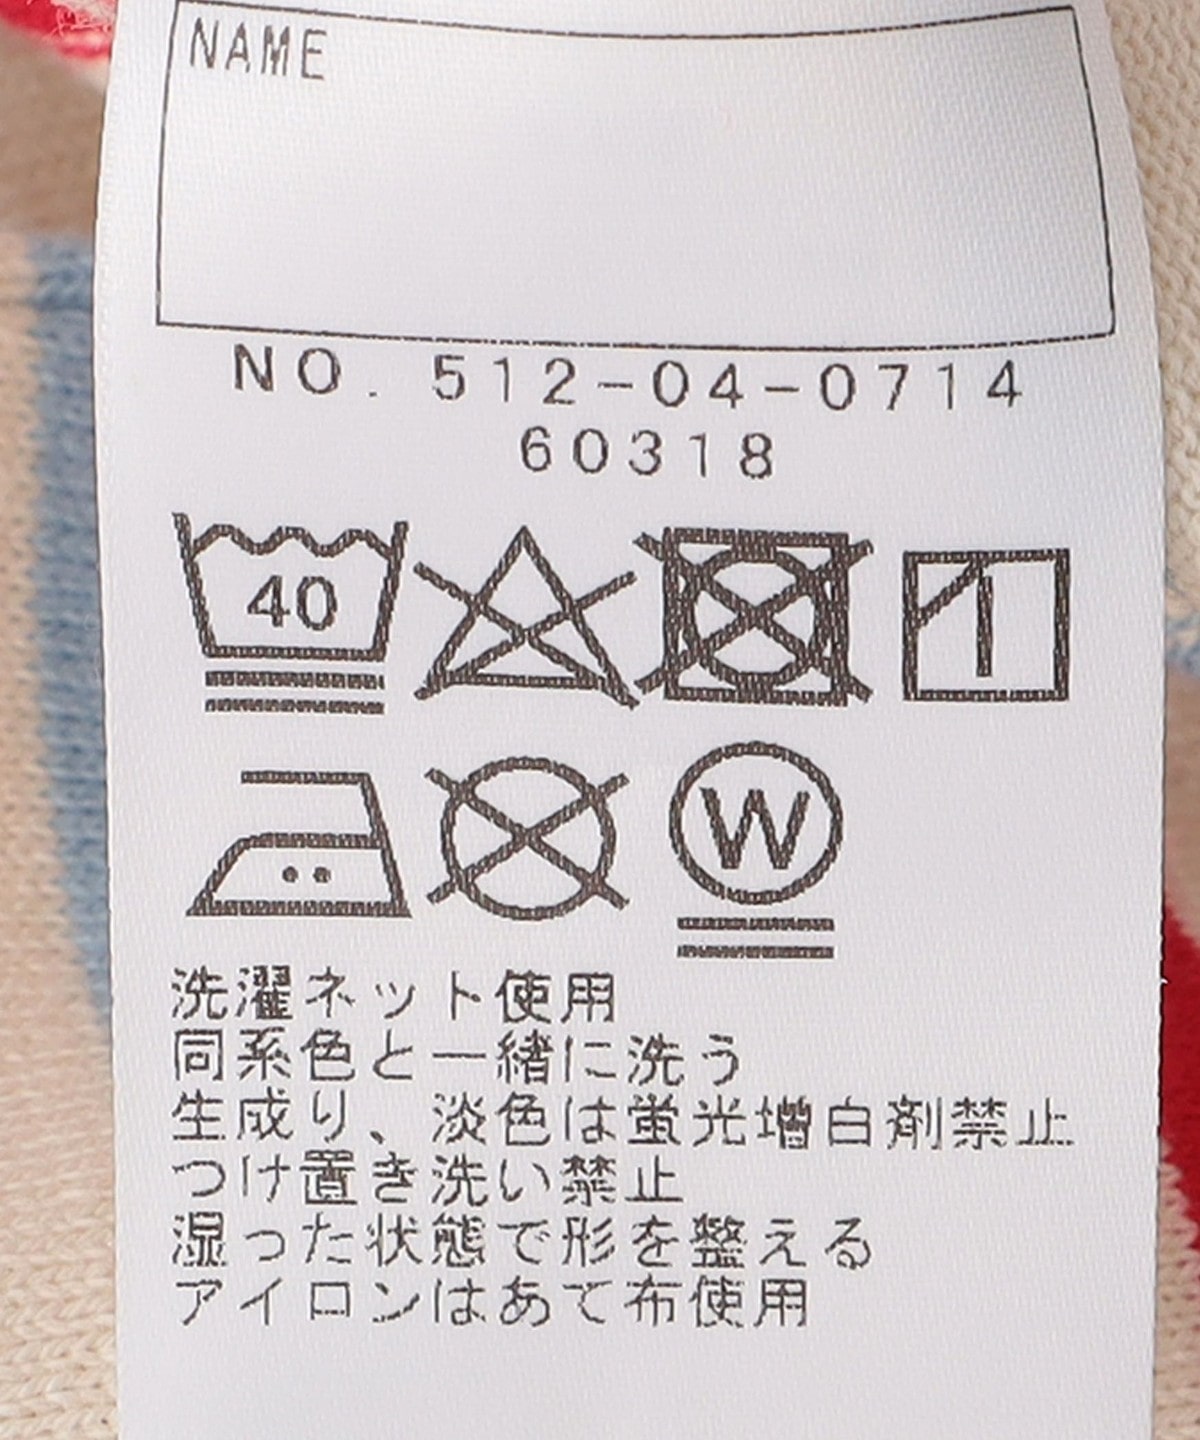 NAME
NO. 512-04-0714
60318
40
W
洗濯ネット使用
同系色と一緒に洗う
生成り、淡色は蛍光増白剤禁止
つけ置き洗い禁止
湿った状態で形を整える
アイロンはあて布使用